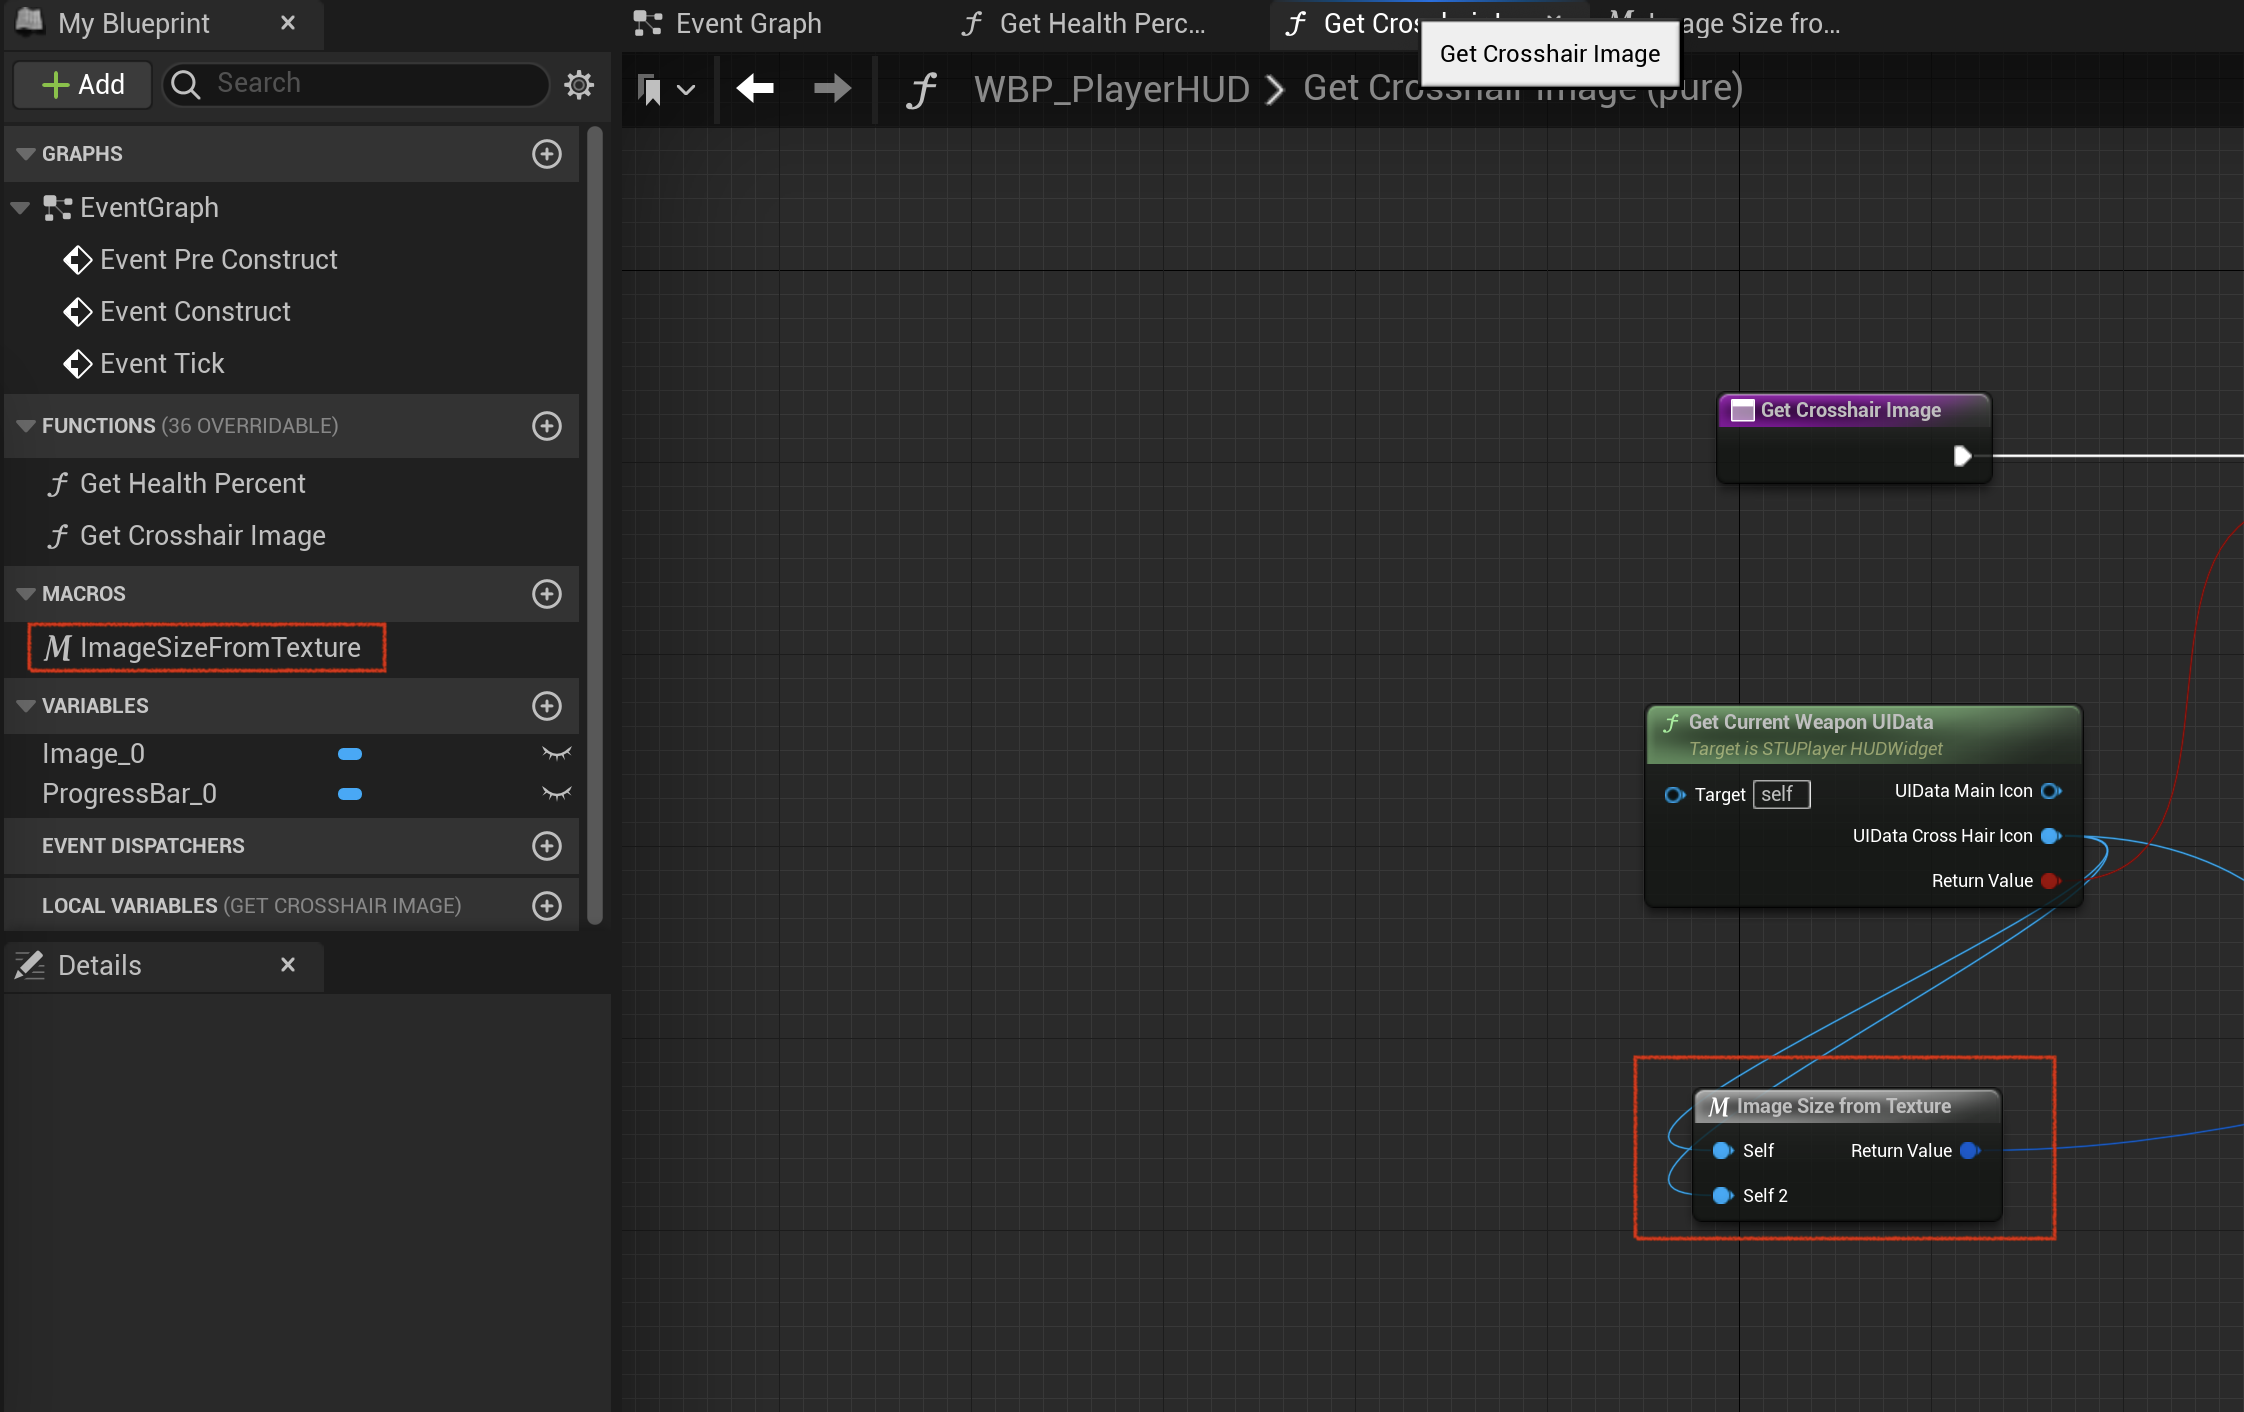 My Blueprint
Add
Search
GRAPHS
EventGraph
Event Pre Construct
Event Construct
Event Tick
FUNCTIONS (36 OVERRIDABLE)
Get Health Percent
Get Crosshair Image
MACROS
ImageSizeFromTexture
VARIABLES
Image_0
ProgressBar_0
EVENT DISPATCHERS
LOCAL VARIABLES (GET CROSSHAIR IMAGE)
Details
Event Graph
Get Health Perc...
Get Cros
age Size fro...
Get Crosshair Image
WBP_PlayerHUD > Get Crosshair Image (pure)
Get Crosshair Image
Get Current Weapon UIData
Target is STUPlayer HUDWidget
Target self
UIData Main Icon
UIData Cross Hair Icon
Return Value
Image Size from Texture
Self Return Value
Self 2